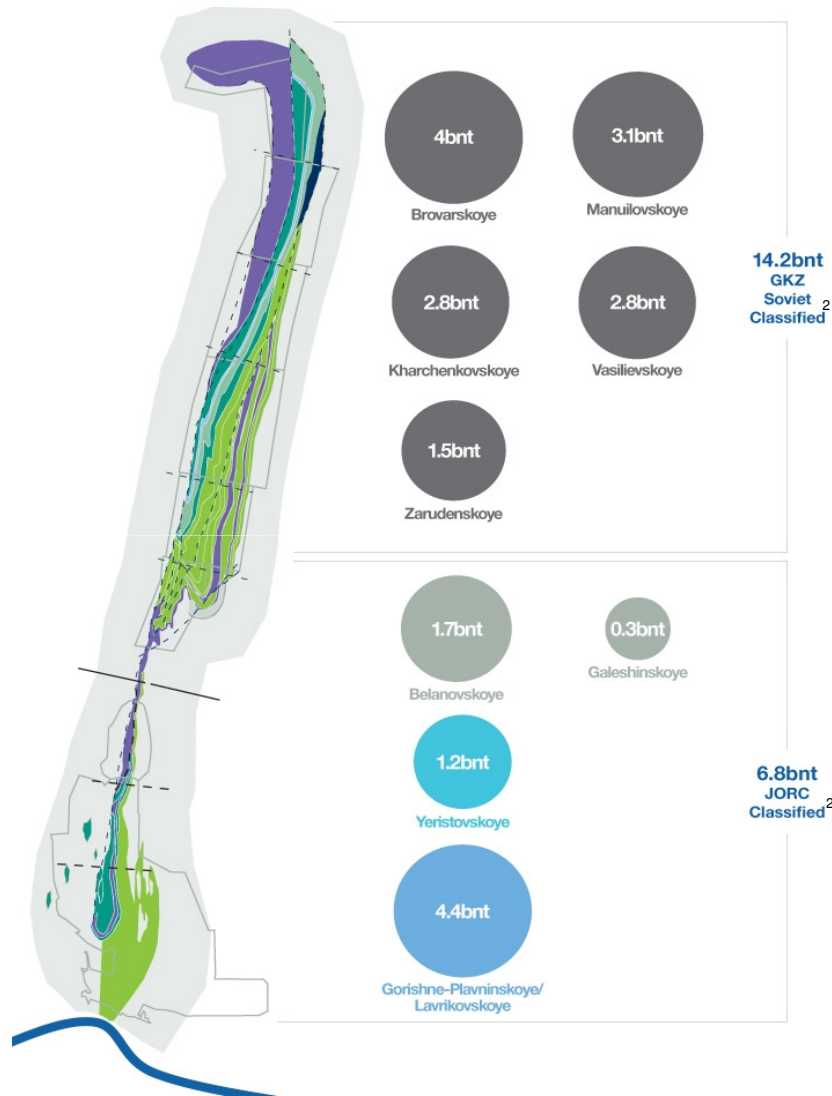 4bnt
Brovarskoye
3.1bnt
Manuilovskoye
2.8bnt
Kharchenkovskoye
2.8bnt
Vasilievskoye
1.5bnt
Zarudenskoye
14.2bnt
GKZ
Soviet
Classified 2
1.7bnt
Belanovskoye
0.3bnt
Galeshinskoye
1.2bnt
Yeristovskoye
4.4bnt
Gorishne-Plavninskoye/
Lavrikovskoye
6.8bnt
JORC
Classified 2